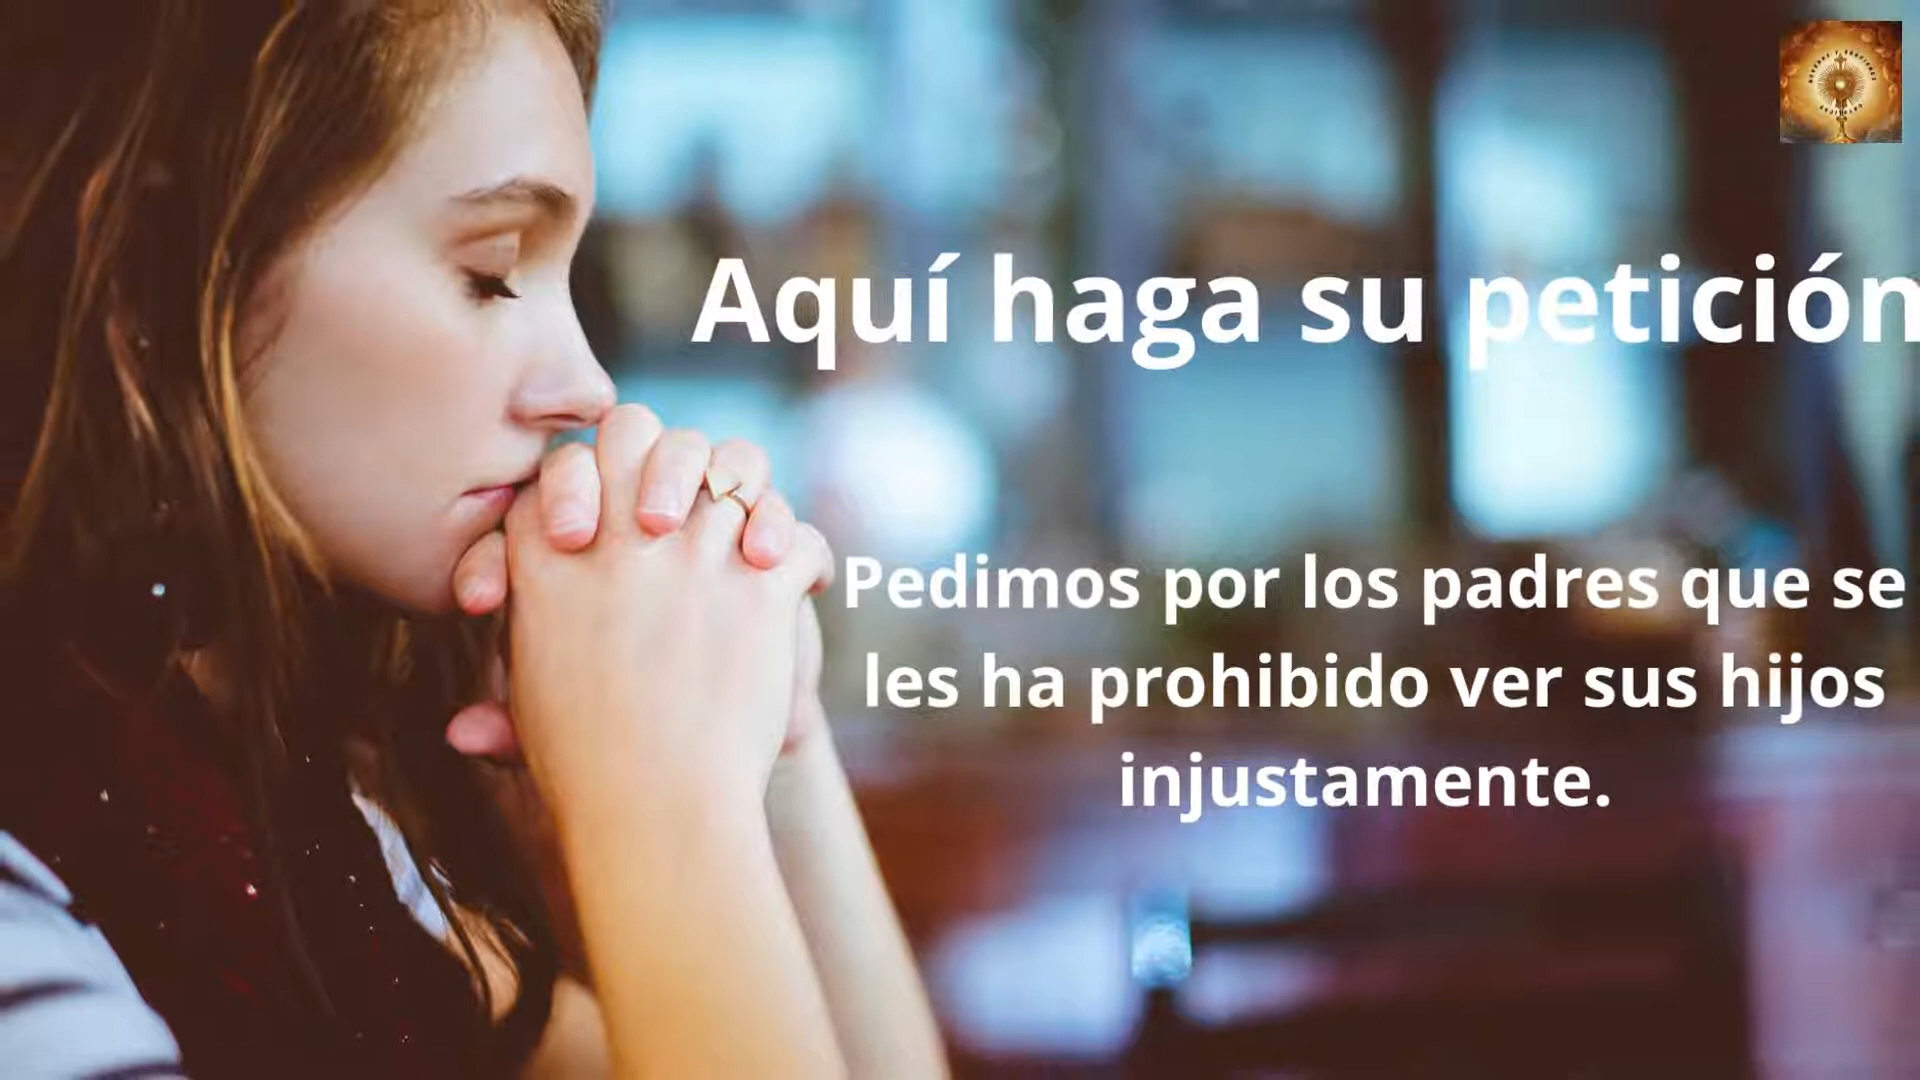 Aquí haga su petición
Pedimos por los padres que se
les ha prohibido ver sus hijos
injustamente.